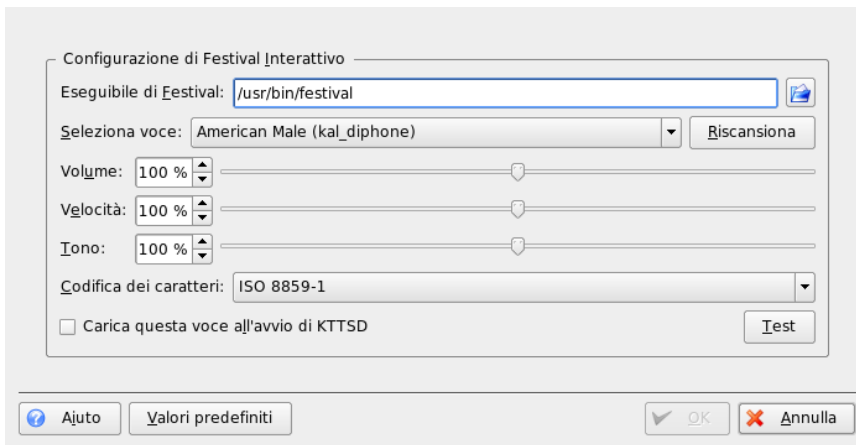 Configurazione di Festival Interattivo
Eseguibile di Festival: /usr/bin/festival
Seleziona voce: American Male (kal_diphone) Riscansiona
Volume: 100 %
Velocità: 100 %
Tono: 100 %
Codifica dei caratteri: ISO 8859-1
Carica questa voce all'avvio di KTTSD Test
Aiuto Valori predefiniti OK Annulla